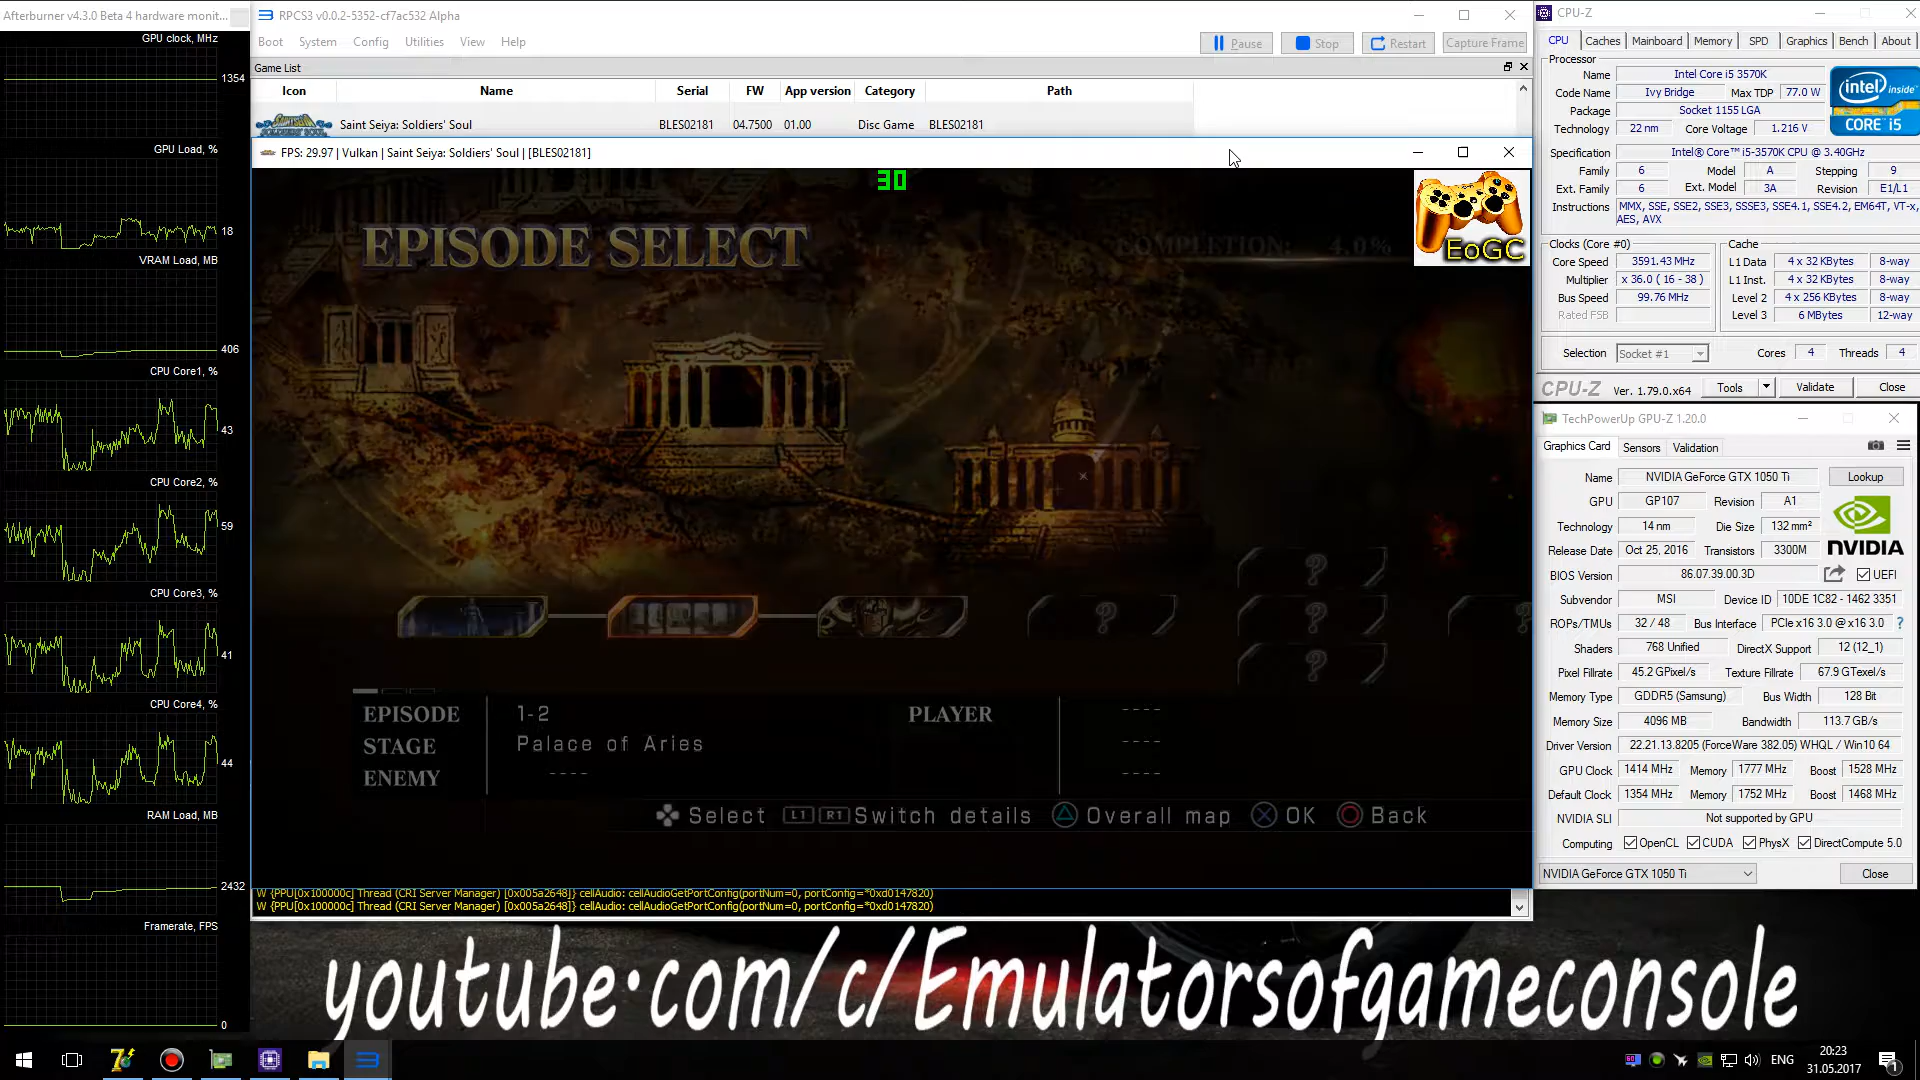 Afterburner v4.3.0 Beta 4 hardware monit...
GPU clock, MHz
1354
GPU Load, %
18
VRAM Load, MB
406
CPU Core1, %
43
CPU Core2, %
59
CPU Core3, %
41
CPU Core4, %
44
RAM Load, MB
2432
Framerate, FPS
0
RPCS3 v0.0.2-5352-cf7ac532 Alpha
Boot System Config Utilities View Help
Pause Stop Restart Capture Frame
Game List
Icon Name Serial FW App version Category Path
Saint Seiya: Soldiers' Soul BLES02181 04.7500 01.00 Disc Game BLES02181
FPS: 29.97 | Vulkan | Saint Seiya: Soldiers' Soul | [BLES02181]
30
EoGC
EPISODE SELECT
COMPLETION: 4.0%
? ? ? ? ?
EPISODE 1-2
STAGE Palace of Aries
ENEMY ----
PLAYER ----
----
----
Select L1 R1 Switch details Overall map OK Back
W {PPU[0x100000c] Thread (CRI Server Manager) [0x005a2648]} cellAudio: cellAudioGetPortConfig(portNum=0, portConfig=*0xd0147820)
W {PPU[0x100000c] Thread (CRI Server Manager) [0x005a2648]} cellAudio: cellAudioGetPortConfig(portNum=0, portConfig=*0xd0147820)
CPU-Z
CPU Caches Mainboard Memory SPD Graphics Bench About
Processor
Name Intel Core i5 3570K
Code Name Ivy Bridge Max TDP 77.0 W
Package Socket 1155 LGA
Technology 22 nm Core Voltage 1.216 V
intel inside
CORE i5
Specification Intel® Core™ i5-3570K CPU @ 3.40GHz
Family 6 Model A Stepping 9
Ext. Family 6 Ext. Model 3A Revision E1/L1
Instructions MMX, SSE, SSE2, SSE3, SSSE3, SSE4.1, SSE4.2, EM64T, VT-x,
AES, AVX
Clocks (Core #0) Cache
Core Speed 3591.43 MHz L1 Data 4 x 32 KBytes 8-way
Multiplier x 36.0 ( 16 - 38 ) L1 Inst. 4 x 32 KBytes 8-way
Bus Speed 99.76 MHz Level 2 4 x 256 KBytes 8-way
Rated FSB Level 3 6 MBytes 12-way
Selection Socket #1 Cores 4 Threads 4
CPU-Z Ver. 1.79.0.x64 Tools Validate Close
TechPowerUp GPU-Z 1.20.0
Graphics Card Sensors Validation
Name NVIDIA GeForce GTX 1050 Ti Lookup
GPU GP107 Revision A1
Technology 14 nm Die Size 132 mm²
Release Date Oct 25, 2016 Transistors 3300M
NVIDIA
BIOS Version 86.07.39.00.3D UEFI
Subvendor MSI Device ID 10DE 1C82 - 1462 3351
ROPs/TMUs 32 / 48 Bus Interface PCIe x16 3.0 @ x16 3.0 ?
Shaders 768 Unified DirectX Support 12 (12_1)
Pixel Fillrate 45.2 GPixel/s Texture Fillrate 67.9 GTexel/s
Memory Type GDDR5 (Samsung) Bus Width 128 Bit
Memory Size 4096 MB Bandwidth 113.7 GB/s
Driver Version 22.21.13.8205 (ForceWare 382.05) WHQL / Win10 64
GPU Clock 1414 MHz Memory 1777 MHz Boost 1528 MHz
Default Clock 1354 MHz Memory 1752 MHz Boost 1468 MHz
NVIDIA SLI Not supported by GPU
Computing OpenCL CUDA PhysX DirectCompute 5.0
NVIDIA GeForce GTX 1050 Ti Close
youtube.com/c/Emulatorsofgameconsole
60
ENG
20:23
31.05.2017
1